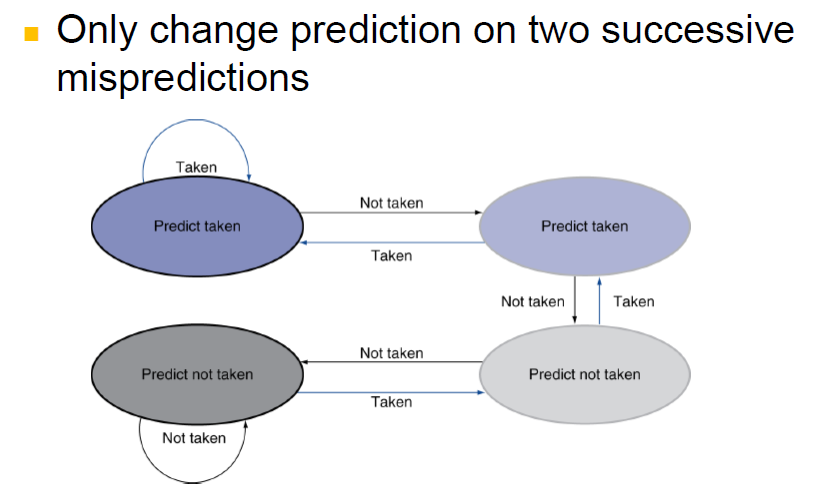 Only change prediction on two successive
mispredictions
Taken
Not taken
Predict taken
Predict taken
Taken
Not taken
Taken
Not taken
Predict not taken
Predict not taken
Taken
Not taken